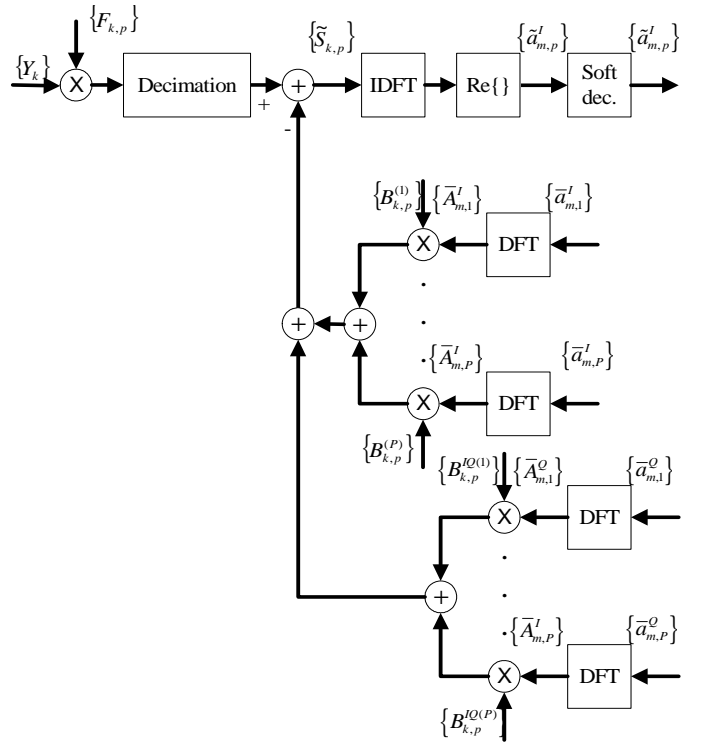 {F_{k,p}}
{Y_k} X Decimation + - + {S̃_{k,p}} IDFT Re{} {ã^I_{m,p}} Soft dec. {ã^I_{m,p}}
{B^{(1)}_{k,p}} {Ā^I_{m,1}} {a̅^I_{m,1}}
X DFT
. 
+ +
.
. {Ā^I_{m,P}} {a̅^I_{m,P}}
X DFT
{B^{(P)}_{k,p}}
{B^{IQ(1)}_{k,p}} {Ā^Q_{m,1}} {a̅^Q_{m,1}}
X DFT
.
+ .
. {Ā^I_{m,P}} {a̅^Q_{m,P}}
X DFT
{B^{IQ(P)}_{k,p}}